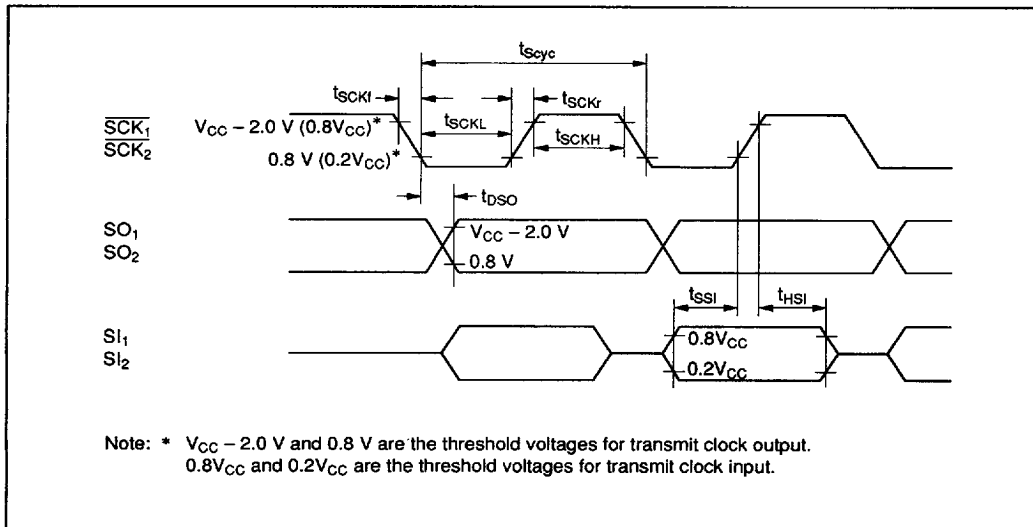 tScyc
tSCKf
tSCKr
SCK1
SCK2
VCC – 2.0 V (0.8VCC)*
tSCKL
tSCKH
0.8 V (0.2VCC)*
tDSO
SO1
SO2
VCC – 2.0 V
0.8 V
tSSI
tHSI
SI1
SI2
0.8VCC
0.2VCC
Note: * VCC – 2.0 V and 0.8 V are the threshold voltages for transmit clock output.
0.8VCC and 0.2VCC are the threshold voltages for transmit clock input.